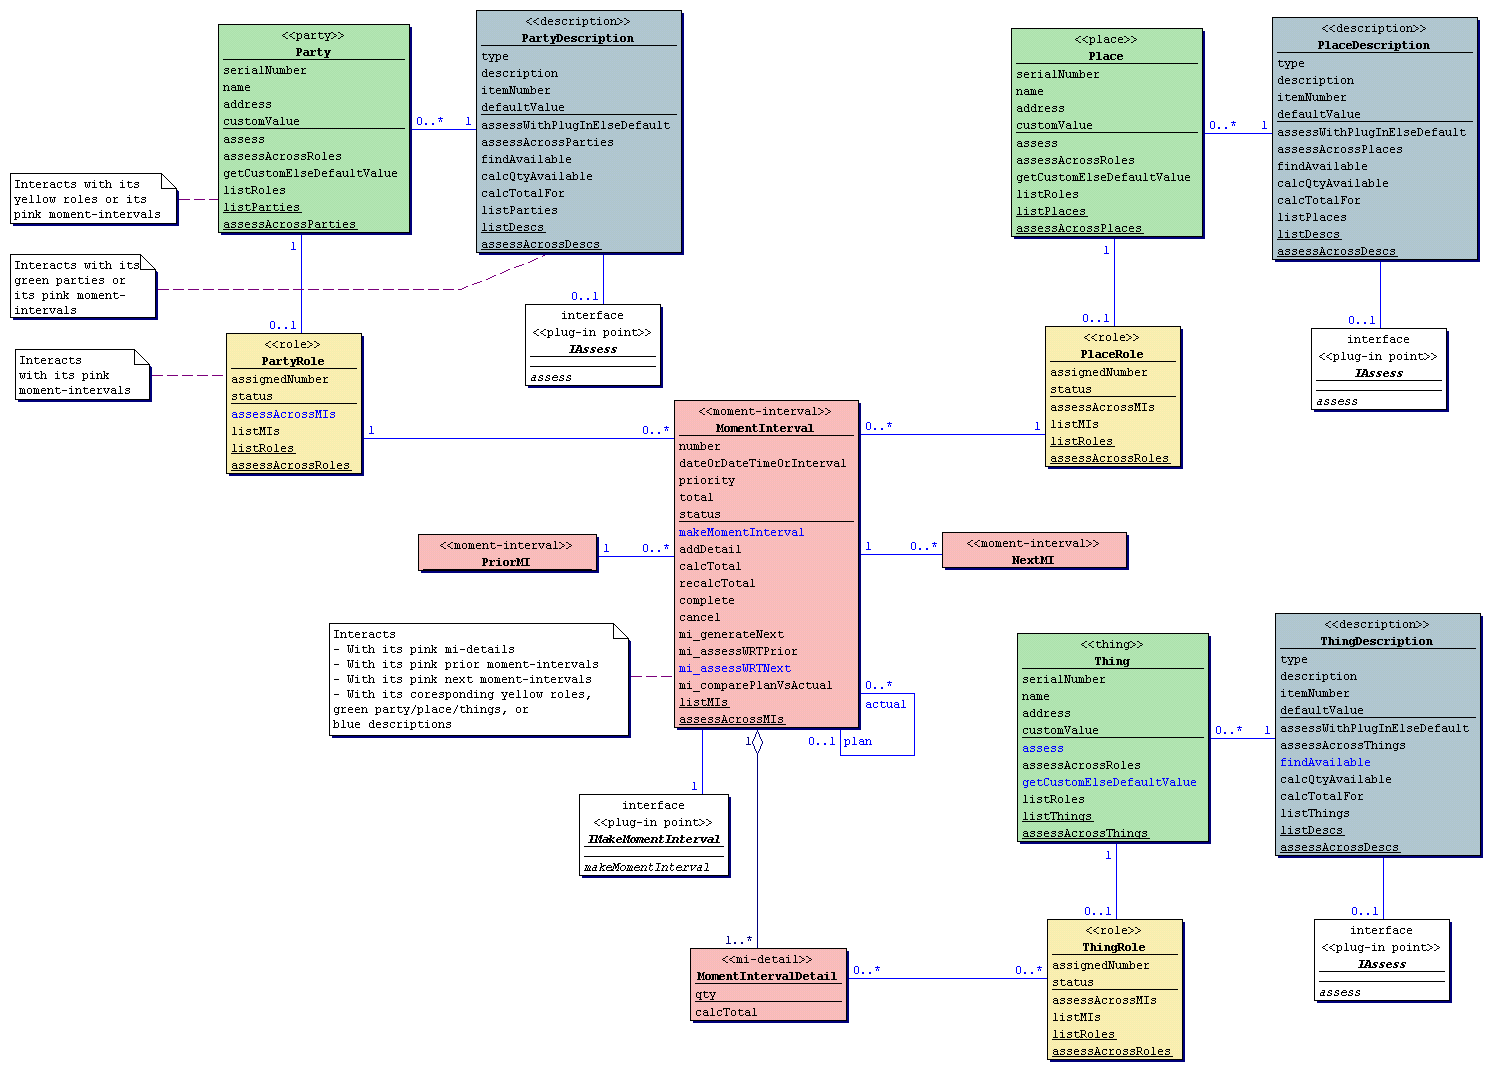 <<party>>
Party
serialNumber
name
address
customValue
assess
assessAcrossRoles
getCustomElseDefaultValue
listRoles
listParties
assessAcrossParties
0..*
1
<<description>>
PartyDescription
type
description
itemNumber
defaultValue
assessWithPlugInElseDefault
assessAcrossParties
findAvailable
calcQtyAvailable
calcTotalFor
listParties
listDescs
assessAcrossDescs
<<place>>
Place
serialNumber
name
address
customValue
assess
assessAcrossRoles
getCustomElseDefaultValue
listRoles
listPlaces
assessAcrossPlaces
0..*
1
<<description>>
PlaceDescription
type
description
itemNumber
defaultValue
assessWithPlugInElseDefault
assessAcrossPlaces
findAvailable
calcQtyAvailable
calcTotalFor
listPlaces
listDescs
assessAcrossDescs
Interacts with its
yellow roles or its
pink moment-intervals
Interacts with its
green parties or
its pink moment-
intervals
Interacts
with its pink
moment-intervals
1
0..1
<<role>>
PartyRole
assignedNumber
status
assessAcrossMIs
listMIs
listRoles
assessAcrossRoles
0..1
interface
<<plug-in point>>
IAssess
assess
1
0..1
<<role>>
PlaceRole
assignedNumber
status
assessAcrossMIs
listMIs
listRoles
assessAcrossRoles
0..1
interface
<<plug-in point>>
IAssess
assess
1
0..*
<<moment-interval>>
MomentInterval
number
dateOrDateTimeOrInterval
priority
total
status
makeMomentInterval
addDetail
calcTotal
recalcTotal
complete
cancel
mi_generateNext
mi_assessWRTPrior
mi_assessWRTNext
mi_comparePlanVsActual
listMIs
assessAcrossMIs
0..*
1
<<moment-interval>>
PriorMI
1
0..*
1
0..*
<<moment-interval>>
NextMI
Interacts
- With its pink mi-details
- With its pink prior moment-intervals
- With its pink next moment-intervals
- With its coresponding yellow roles,
green party/place/things, or
blue descriptions
0..*
actual
0..1
plan
1
1
interface
<<plug-in point>>
IMakeMomentInterval
makeMomentInterval
1..*
<<mi-detail>>
MomentIntervalDetail
qty
calcTotal
0..*
0..*
<<thing>>
Thing
serialNumber
name
address
customValue
assess
assessAcrossRoles
getCustomElseDefaultValue
listRoles
listThings
assessAcrossThings
0..*
1
<<description>>
ThingDescription
type
description
itemNumber
defaultValue
assessWithPlugInElseDefault
assessAcrossThings
findAvailable
calcQtyAvailable
calcTotalFor
listThings
listDescs
assessAcrossDescs
1
0..1
<<role>>
ThingRole
assignedNumber
status
assessAcrossMIs
listMIs
listRoles
assessAcrossRoles
0..1
interface
<<plug-in point>>
IAssess
assess